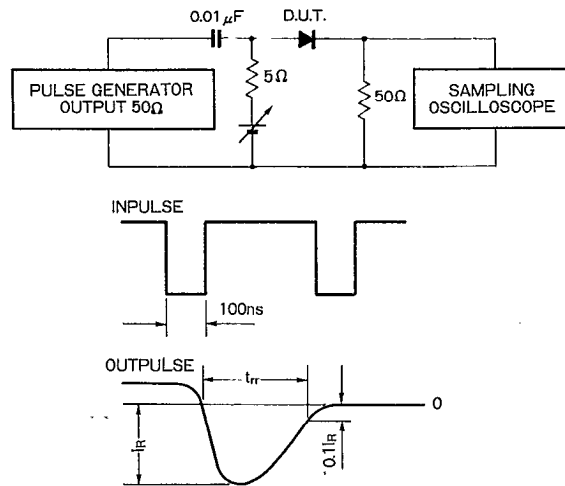 0.01 μF
D.U.T.
5Ω
50Ω
PULSE GENERATOR
OUTPUT 50Ω
SAMPLING
OSCILLOSCOPE
INPULSE
100ns
OUTPULSE
trr
0
IR
0.1IR